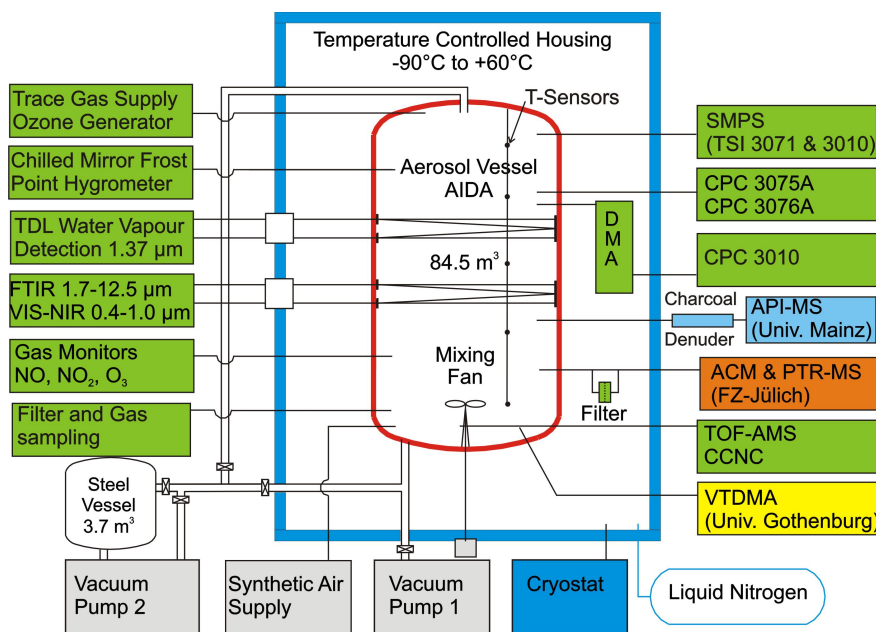 Temperature Controlled Housing
-90°C to +60°C
T-Sensors
Aerosol Vessel
AIDA
84.5 m³
Mixing
Fan
Trace Gas Supply
Ozone Generator
Chilled Mirror Frost
Point Hygrometer
TDL Water Vapour
Detection 1.37 µm
FTIR 1.7-12.5 µm
VIS-NIR 0.4-1.0 µm
Gas Monitors
NO, NO₂, O₃
Filter and Gas
sampling
Steel
Vessel
3.7 m³
Vacuum
Pump 2
Synthetic Air
Supply
Vacuum
Pump 1
Cryostat
Liquid Nitrogen
SMPS
(TSI 3071 & 3010)
CPC 3075A
CPC 3076A
D
M
A
CPC 3010
Charcoal
Denuder
API-MS
(Univ. Mainz)
ACM & PTR-MS
(FZ-Jülich)
Filter
TOF-AMS
CCNC
VTDMA
(Univ. Gothenburg)